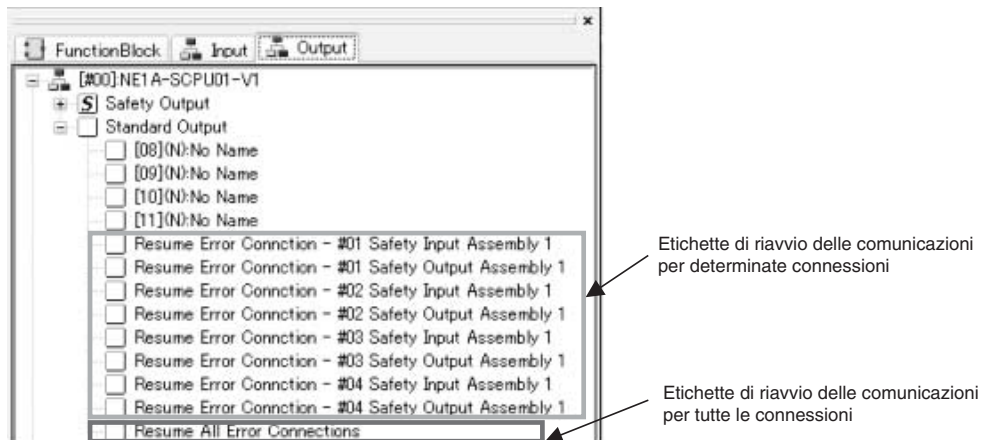 x
FunctionBlock Input Output
[#00]:NE1A-SCPU01-V1
S Safety Output
Standard Output
[08](N):No Name
[09](N):No Name
[10](N):No Name
[11](N):No Name
Resume Error Connction - #01 Safety Input Assembly 1
Resume Error Connction - #01 Safety Output Assembly 1
Resume Error Connction - #02 Safety Input Assembly 1
Resume Error Connction - #02 Safety Output Assembly 1
Resume Error Connction - #03 Safety Input Assembly 1
Resume Error Connction - #03 Safety Output Assembly 1
Resume Error Connction - #04 Safety Input Assembly 1
Resume Error Connction - #04 Safety Output Assembly 1
Resume All Error Connections
Etichette di riavvio delle comunicazioni
per determinate connessioni
Etichette di riavvio delle comunicazioni
per tutte le connessioni